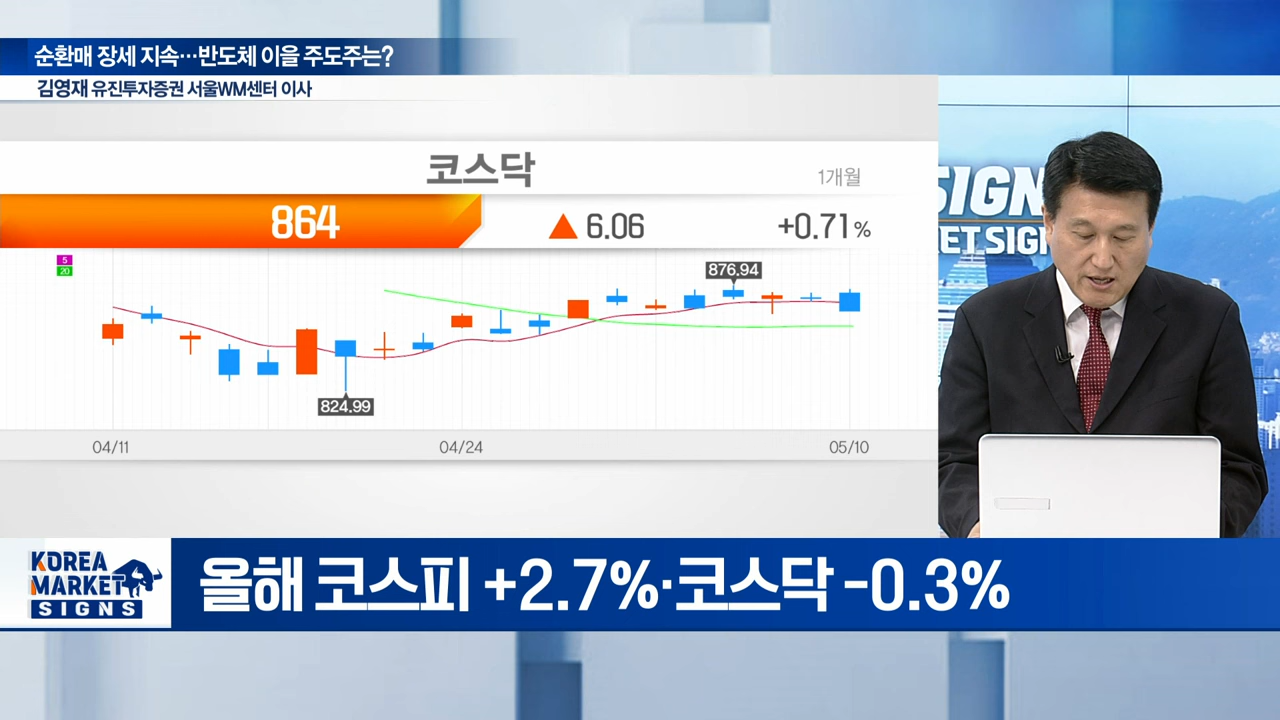 순환매 장세 지속…반도체 이을 주도주는?
김영재 유진투자증권 서울WM센터 이사
코스닥
1개월
864 ▲ 6.06 +0.71%
5
20
876.94
824.99
04/11 04/24 05/10
SIGN
ET SIG
KOREA
MARKET
SIGNS
올해 코스피 +2.7%·코스닥 -0.3%